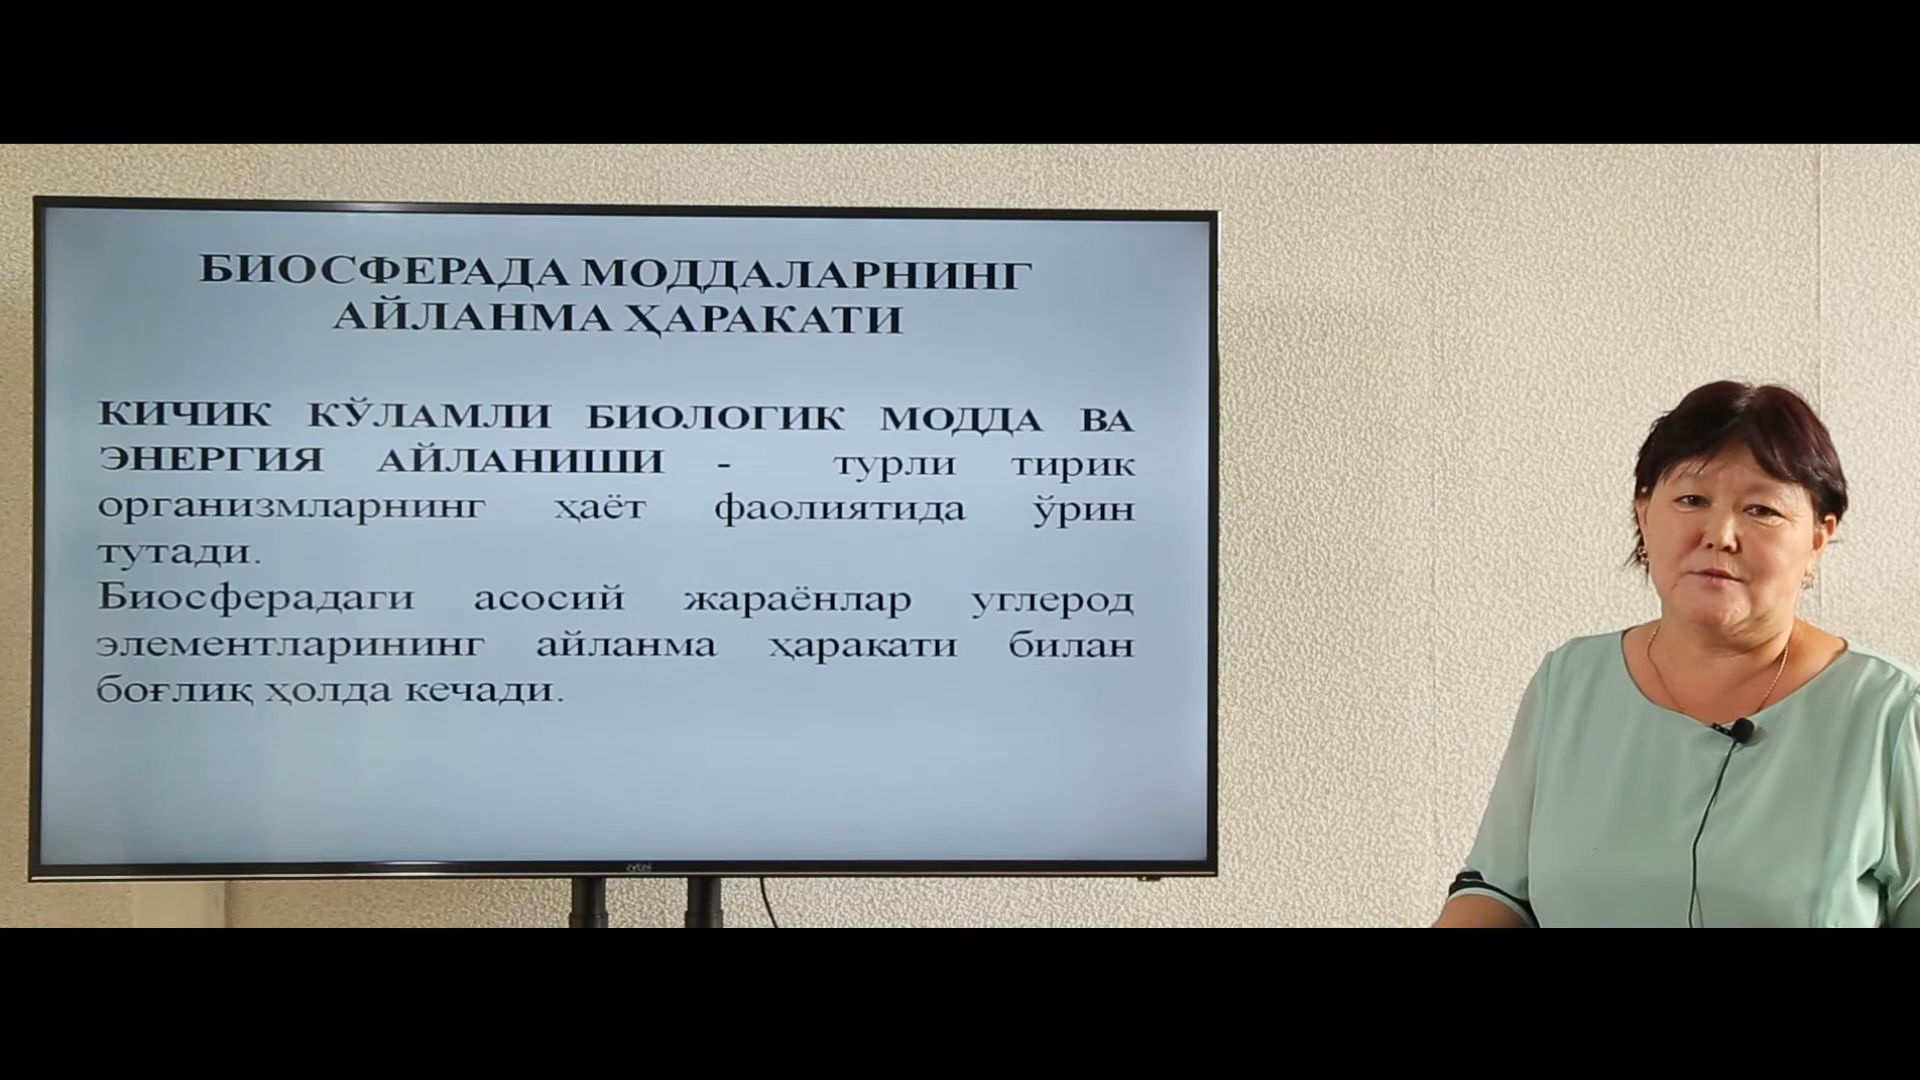 БИОСФЕРАДА МОДДАЛАРНИНГ
АЙЛАНМА ҲАРАКАТИ
КИЧИК КЎЛАМЛИ БИОЛОГИК МОДДА ВА
ЭНЕРГИЯ АЙЛАНИШИ - турли тирик
организмларнинг ҳаёт фаолиятида ўрин
тутади.
Биосферадаги асосий жараёнлар углерод
элементларининг айланма ҳаракати билан
боғлиқ ҳолда кечади.
artel